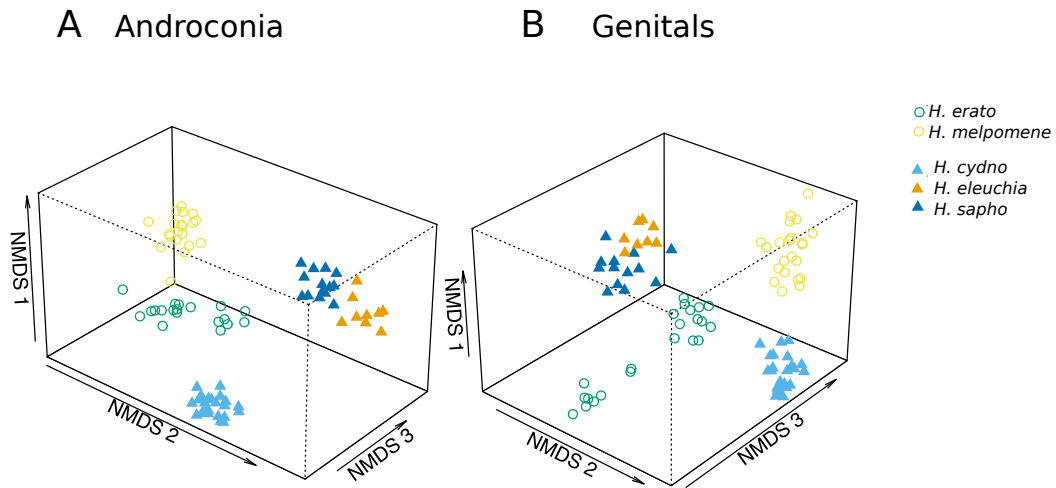 A Androconia
NMDS 1
NMDS 2
NMDS 3
B Genitals
NMDS 1
NMDS 2
NMDS 3
H. erato
H. melpomene
H. cydno
H. eleuchia
H. sapho